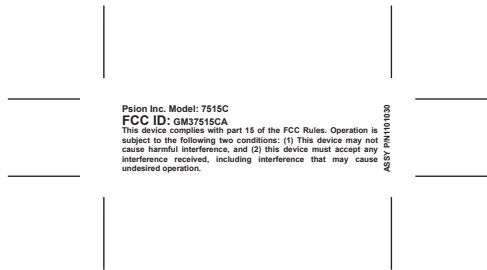 Psion Inc. Model: 7515C
FCC ID: GM37515CA
This device complies with part 15 of the FCC Rules. Operation is
subject to the following two conditions: (1) This device may not
cause harmful interference, and (2) this device must accept any
interference received, including interference that may cause
undesired operation.
ASSY P/N1101030